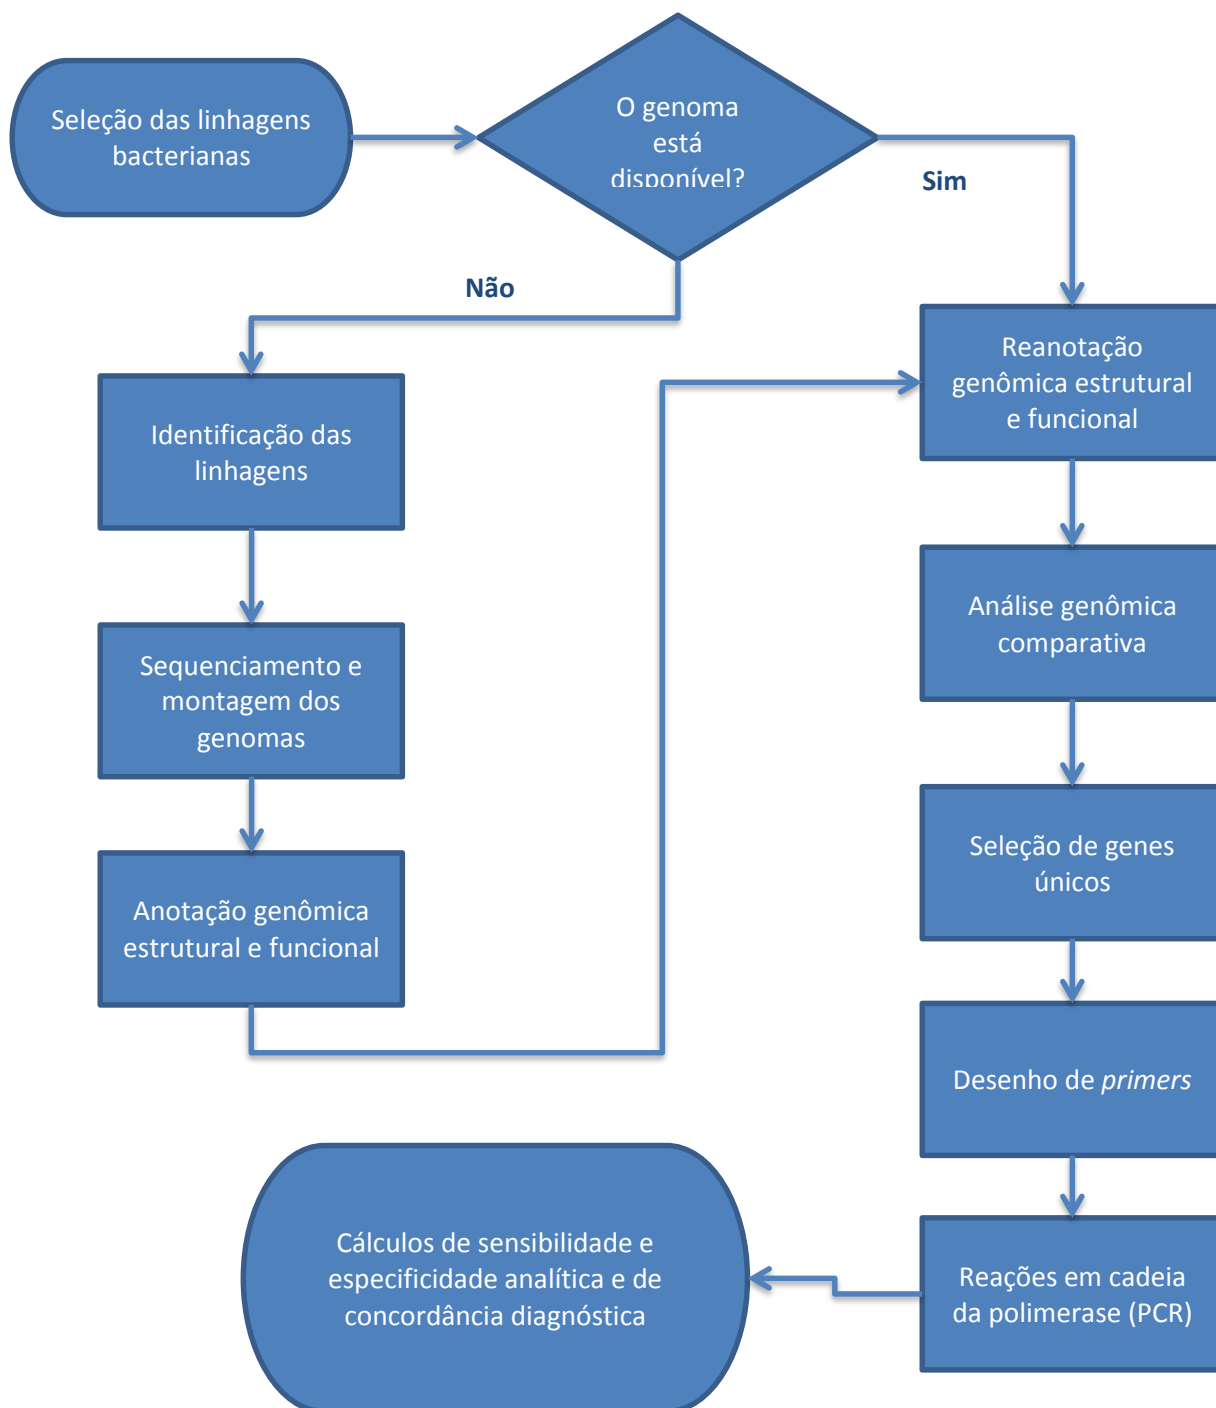 Seleção das linhagens
bacterianas
O genoma
está
disponível?
Sim
Não
Identificação das
linhagens
Sequenciamento e
montagem dos
genomas
Anotação genômica
estrutural e funcional
Reanotação
genômica estrutural
e funcional
Análise genômica
comparativa
Seleção de genes
únicos
Desenho de primers
Reações em cadeia
da polimerase (PCR)
Cálculos de sensibilidade e
especificidade analítica e de
concordância diagnóstica